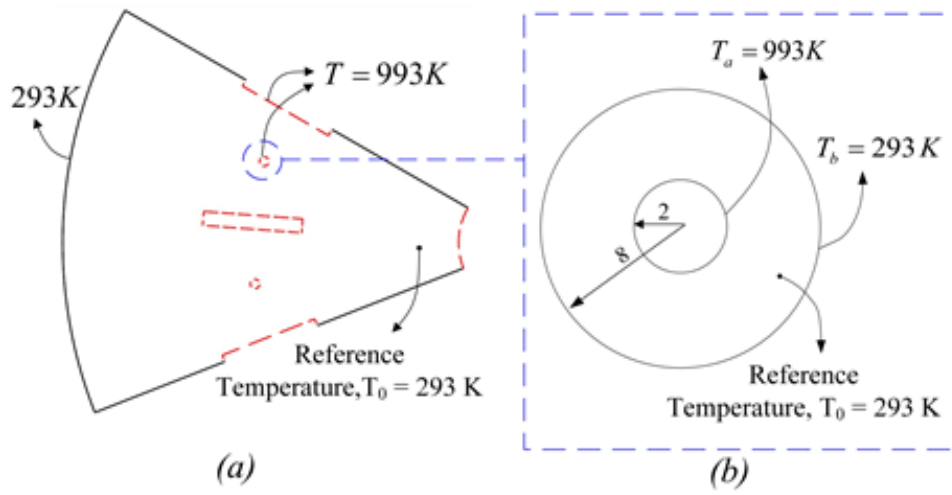 T = 993K
293K
Reference
Temperature,T₀ = 293 K
(a)
Tₐ = 993K
T_b = 293 K
2
8
Reference
Temperature, T₀ = 293 K
(b)